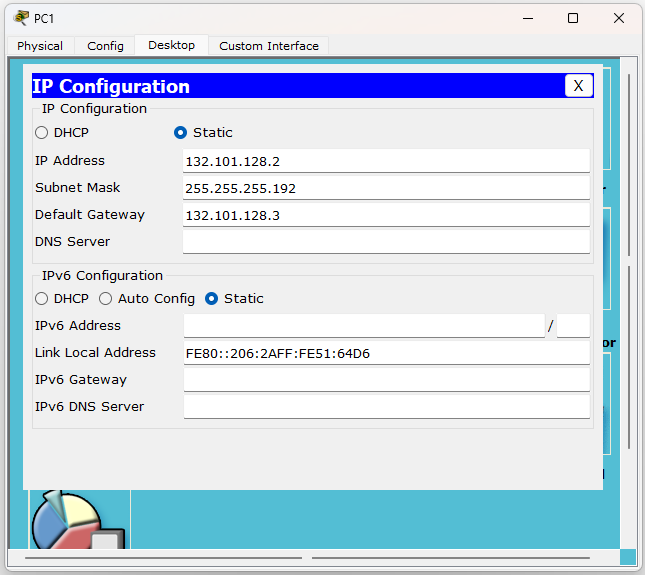 PC1
Physical Config Desktop Custom Interface
IP Configuration X
IP Configuration
DHCP Static
IP Address 132.101.128.2
Subnet Mask 255.255.255.192
Default Gateway 132.101.128.3
DNS Server
IPv6 Configuration
DHCP Auto Config Static
IPv6 Address /
Link Local Address FE80::206:2AFF:FE51:64D6
IPv6 Gateway
IPv6 DNS Server